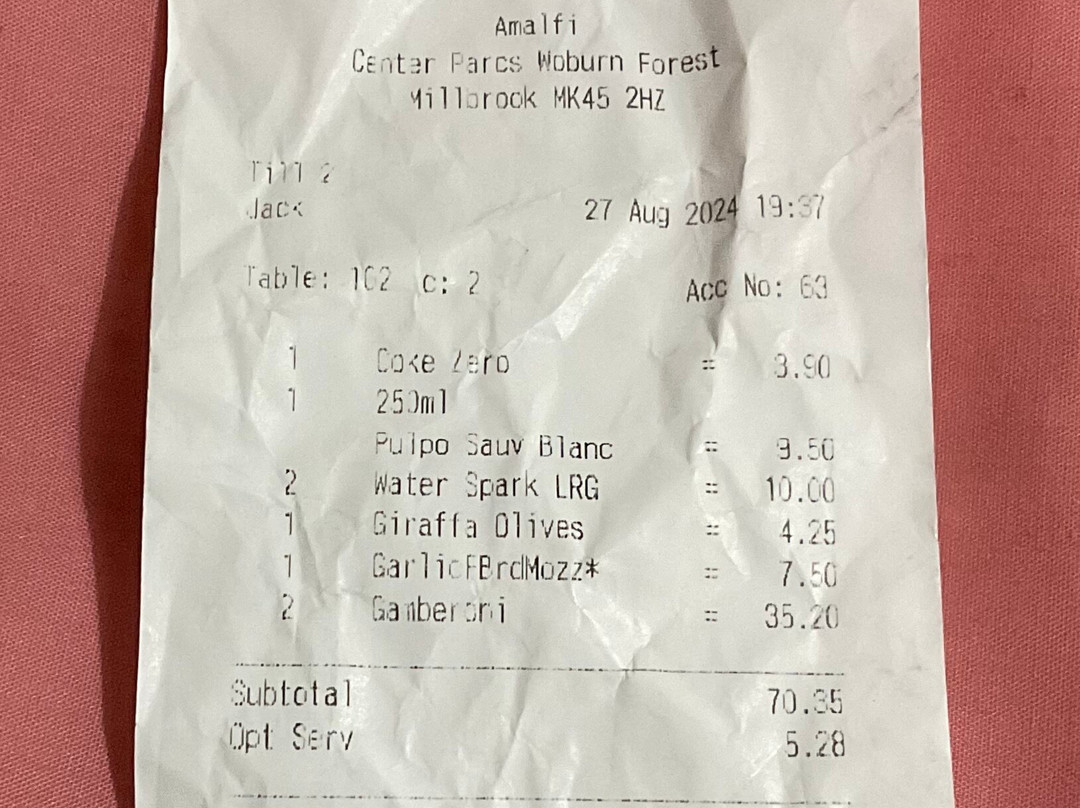 Amalfi
Center Parcs Woburn Forest
Millbrook MK45 2HZ
Till 2
Jack 27 Aug 2024 19:37
Table: 102 c: 2 Acc No: 63
1 Coke Zero = 3.90
1 250ml
Pulpo Sauv Blanc = 9.50
2 Water Spark LRG = 10.00
1 Giraffa Olives = 4.25
1 GarlicFBrdMozz* = 7.50
2 Gamberoni = 35.20
Subtotal 70.35
Opt Serv 5.28